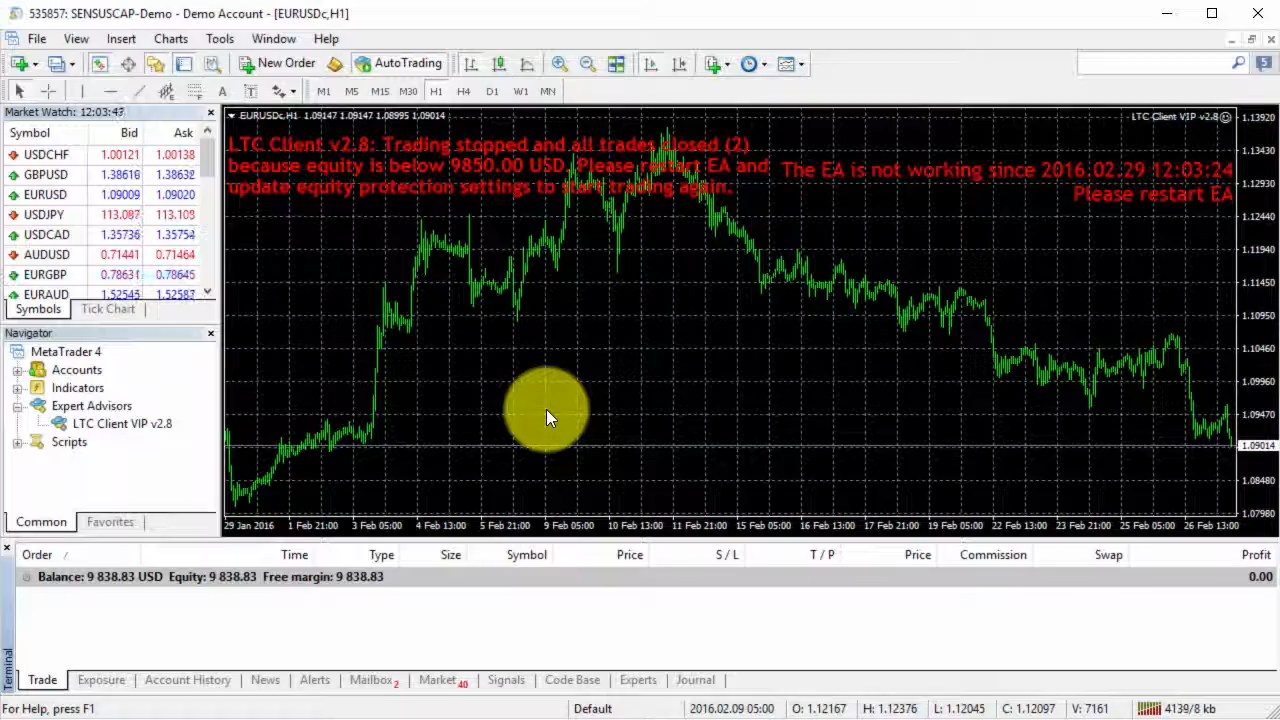 535857: SENSUSCAP-Demo - Demo Account - [EURUSDc,H1]
File View Insert Charts Tools Window Help
New Order AutoTrading 5
A T M1 M5 M15 M30 H1 H4 D1 W1 MN
Market Watch: 12:03:43
Symbol Bid Ask
USDCHF 1.00121 1.00138
GBPUSD 1.38616 1.38632
EURUSD 1.09009 1.09020
USDJPY 113.087 113.103
USDCAD 1.35736 1.35754
AUDUSD 0.71441 0.71464
EURGBP 0.78631 0.78645
EURAUD 1.52545 1.52587
Symbols Tick Chart
Navigator
MetaTrader 4
Accounts
Indicators
Expert Advisors
LTC Client VIP v2.8
Scripts
Common Favorites
EURUSDc,H1 1.09147 1.09147 1.08995 1.09014
LTC Client VIP v2.8
LTC Client v2.8: Trading stopped and all trades closed (2)
because equity is below 9850.00 USD. Please restart EA and
update equity protection settings to start trading again.
The EA is not working since 2016.02.29 12:03:24
Please restart EA
1.13920
1.13430
1.12930
1.12440
1.11940
1.11450
1.10950
1.10460
1.09960
1.09470
1.09014
1.08480
1.07980
29 Jan 2016 1 Feb 21:00 3 Feb 05:00 4 Feb 13:00 5 Feb 21:00 9 Feb 05:00 10 Feb 13:00 11 Feb 21:00 15 Feb 05:00 16 Feb 13:00 17 Feb 21:00 19 Feb 05:00 22 Feb 13:00 23 Feb 21:00 25 Feb 05:00 26 Feb 13:00
Order / Time Type Size Symbol Price S / L T / P Price Commission Swap Profit
Balance: 9 838.83 USD Equity: 9 838.83 Free margin: 9 838.83 0.00
Terminal
Trade Exposure Account History News Alerts Mailbox 2 Market 40 Signals Code Base Experts Journal
For Help, press F1 Default 2016.02.09 05:00 O: 1.12167 H: 1.12376 L: 1.12045 C: 1.12097 V: 7161 4139/8 kb